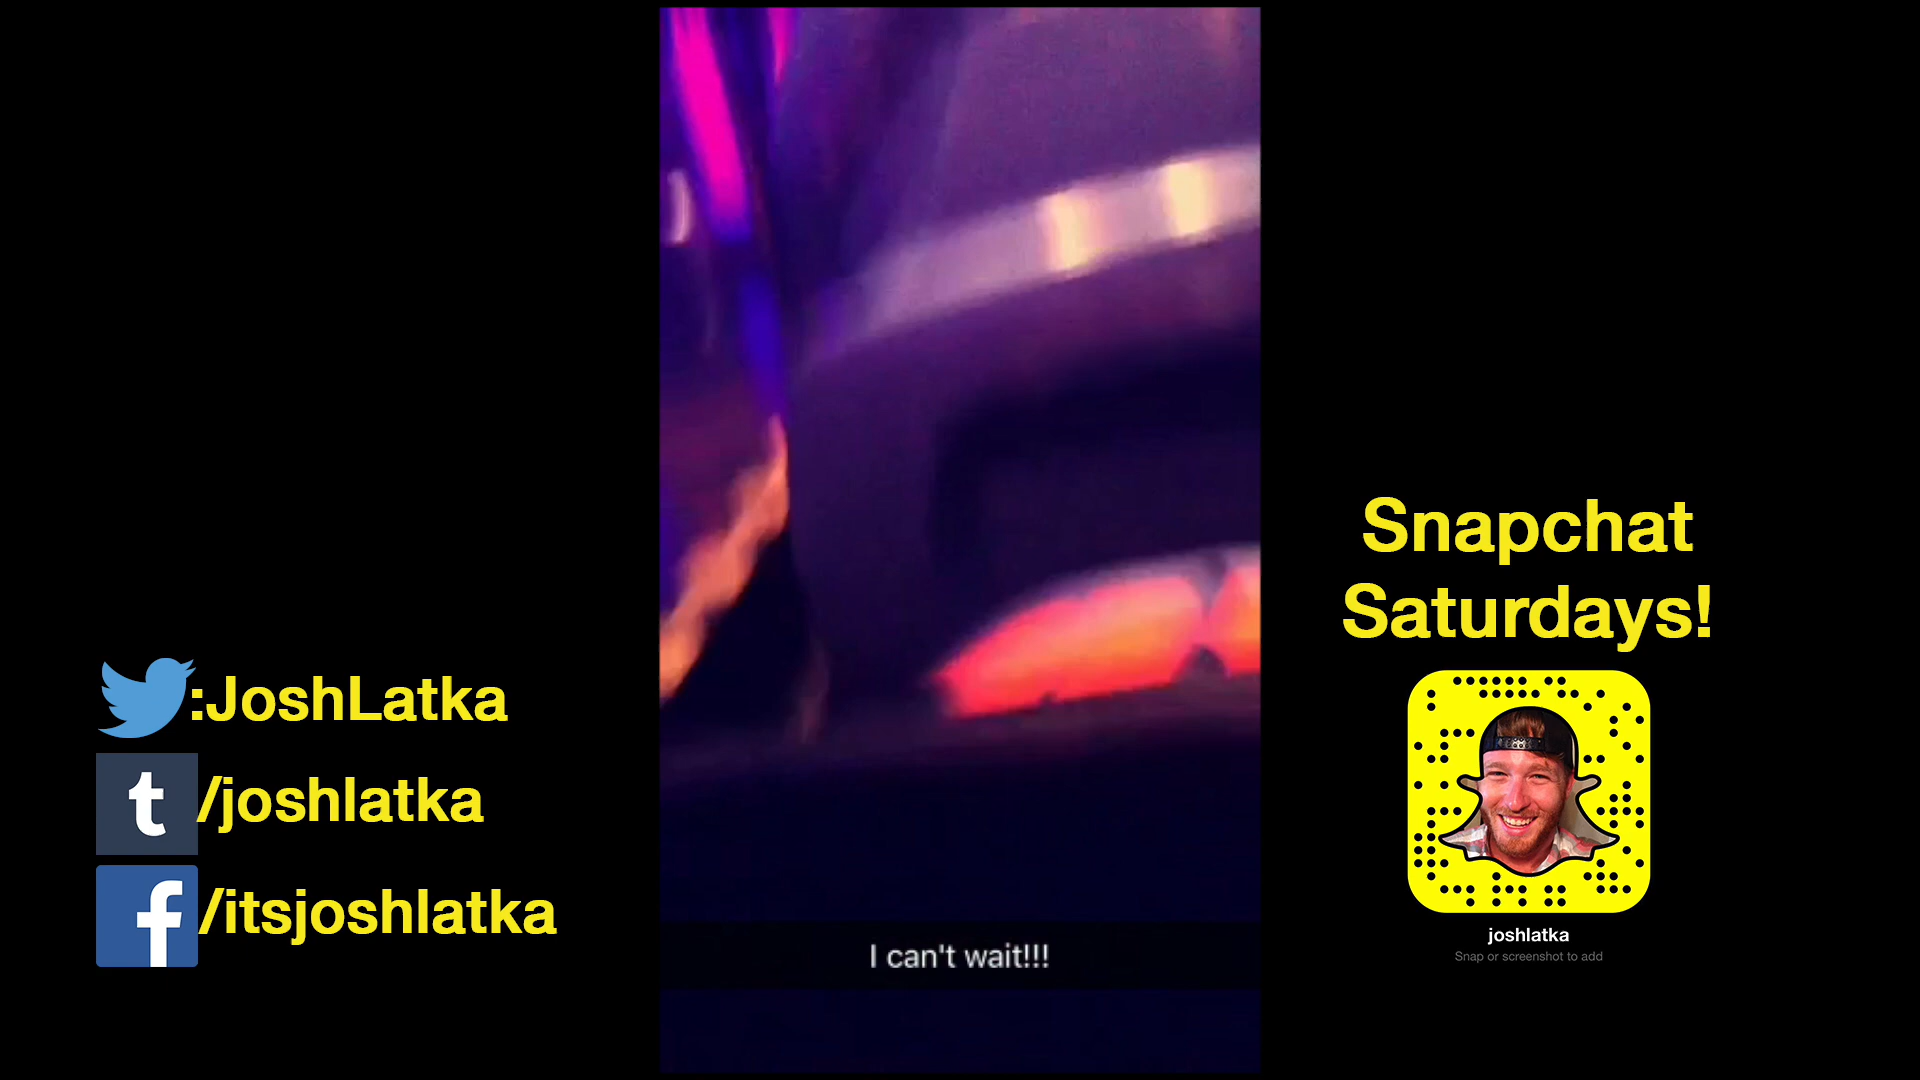 Snapchat
Saturdays!
:JoshLatka
t/joshlatka
f/itsjoshlatka
I can't wait!!!
joshlatka
Snap or screenshot to add